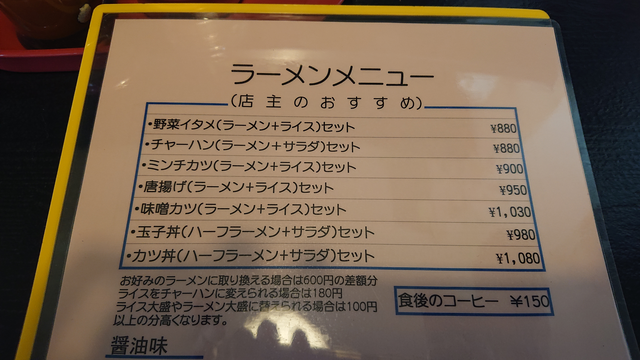 ラーメンメニュー
(店主のおすすめ)
・野菜イタメ(ラーメン+ライス)セット ¥880
・チャーハン(ラーメン+サラダ)セット ¥880
・ミンチカツ(ラーメン+ライス)セット ¥900
・唐揚げ(ラーメン+ライス)セット ¥950
・味噌カツ(ラーメン+ライス)セット ¥1,030
・玉子丼(ハーフラーメン+サラダ)セット ¥980
・カツ丼(ハーフラーメン+サラダ)セット ¥1,080
お好みのラーメンに取り換える場合は600円の差額分
ライスをチャーハンに変えられる場合は180円
ライス大盛やラーメン大盛に替えられる場合は100円
以上の分高くなります。
食後のコーヒー ¥150
醤油味